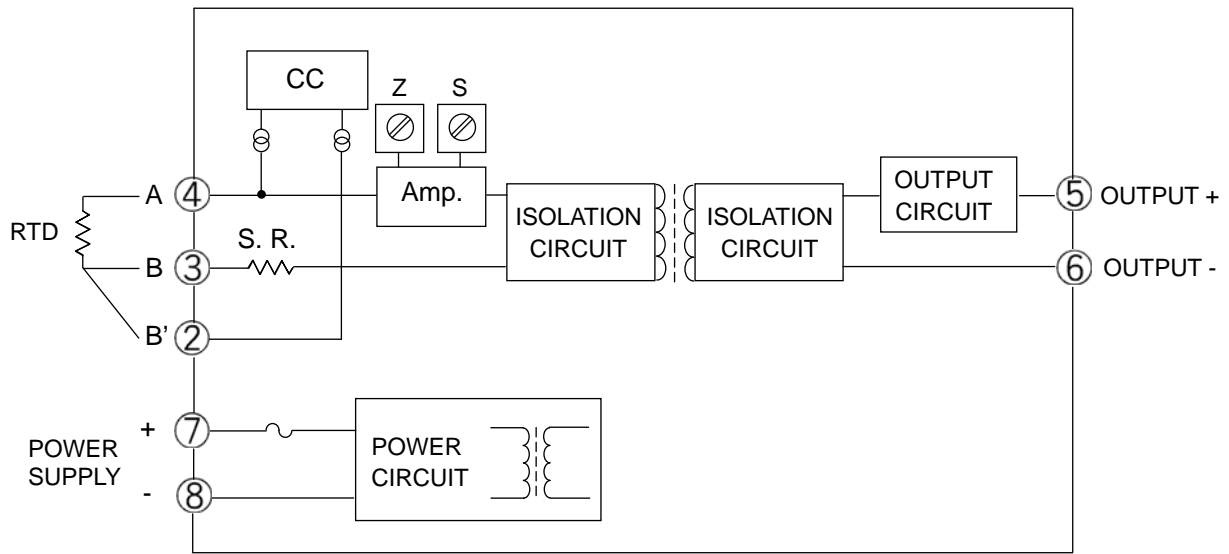 CC
Z
S
A ④
Amp.
ISOLATION
CIRCUIT
ISOLATION
CIRCUIT
OUTPUT
CIRCUIT
⑤ OUTPUT +
RTD
S. R.
B ③
⑥ OUTPUT -
B' ②
POWER
SUPPLY
+ ⑦
- ⑧
POWER
CIRCUIT